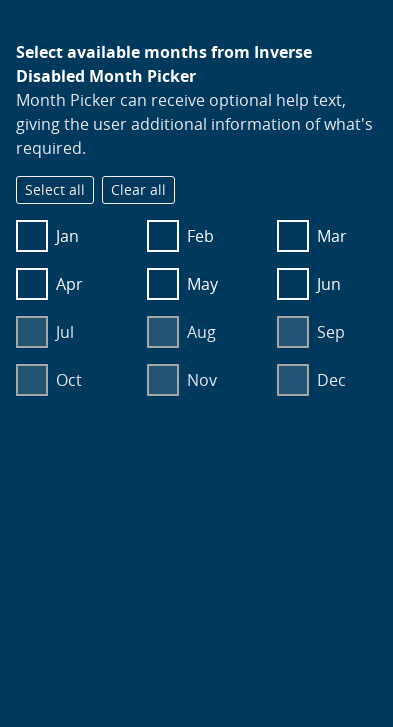 Select available months from Inverse
Disabled Month Picker
Month Picker can receive optional help text,
giving the user additional information of what's
required.
Select all Clear all
Jan Feb Mar
Apr May Jun
Jul Aug Sep
Oct Nov Dec